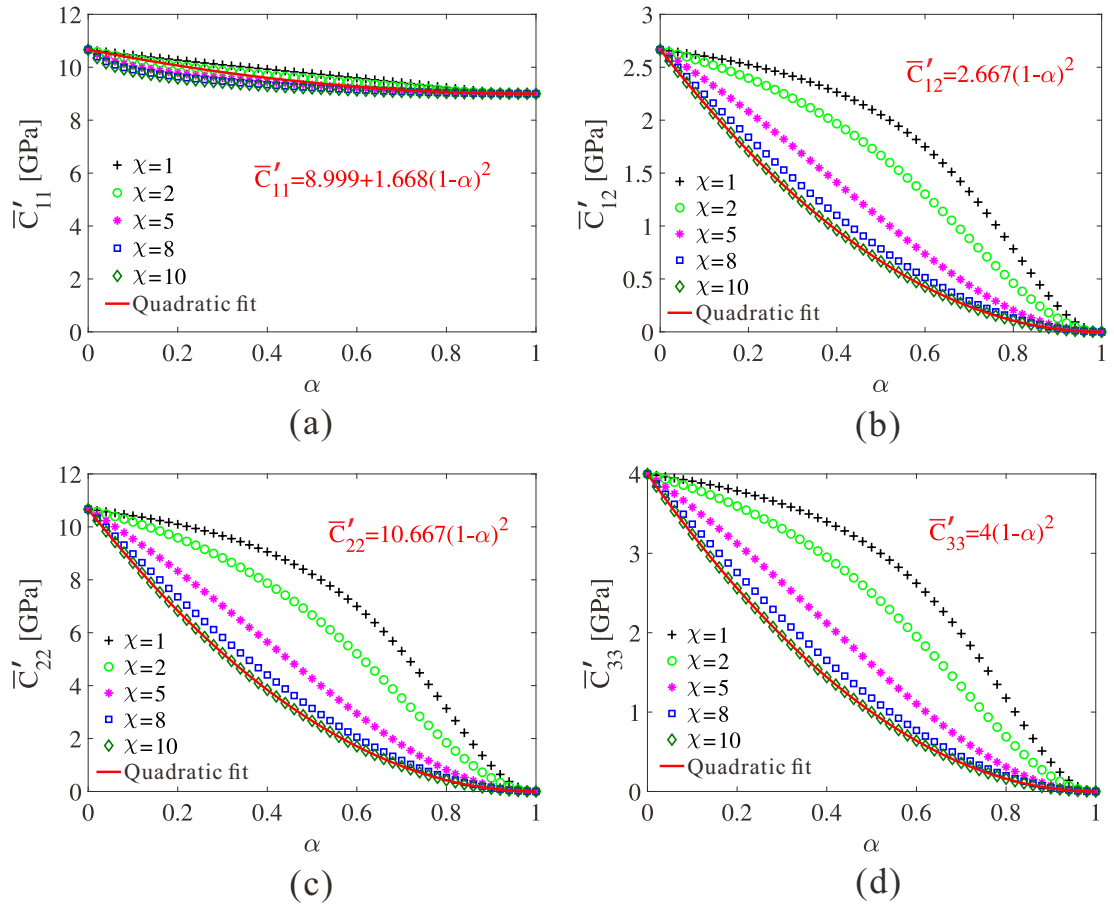 12
10
8
6
4
2
0
C̅′₁₁ [GPa]
C̅′₁₁=8.999+1.668(1-α)²
χ=1
χ=2
χ=5
χ=8
χ=10
Quadratic fit
0 0.2 0.4 0.6 0.8 1
α
(a)
3
2.5
2
1.5
1
0.5
0
C̅′₁₂ [GPa]
C̅′₁₂=2.667(1-α)²
χ=1
χ=2
χ=5
χ=8
χ=10
Quadratic fit
0 0.2 0.4 0.6 0.8 1
α
(b)
12
10
8
6
4
2
0
C̅′₂₂ [GPa]
C̅′₂₂=10.667(1-α)²
χ=1
χ=2
χ=5
χ=8
χ=10
Quadratic fit
0 0.2 0.4 0.6 0.8 1
α
(c)
4
3
2
1
0
C̅′₃₃ [GPa]
C̅′₃₃=4(1-α)²
χ=1
χ=2
χ=5
χ=8
χ=10
Quadratic fit
0 0.2 0.4 0.6 0.8 1
α
(d)